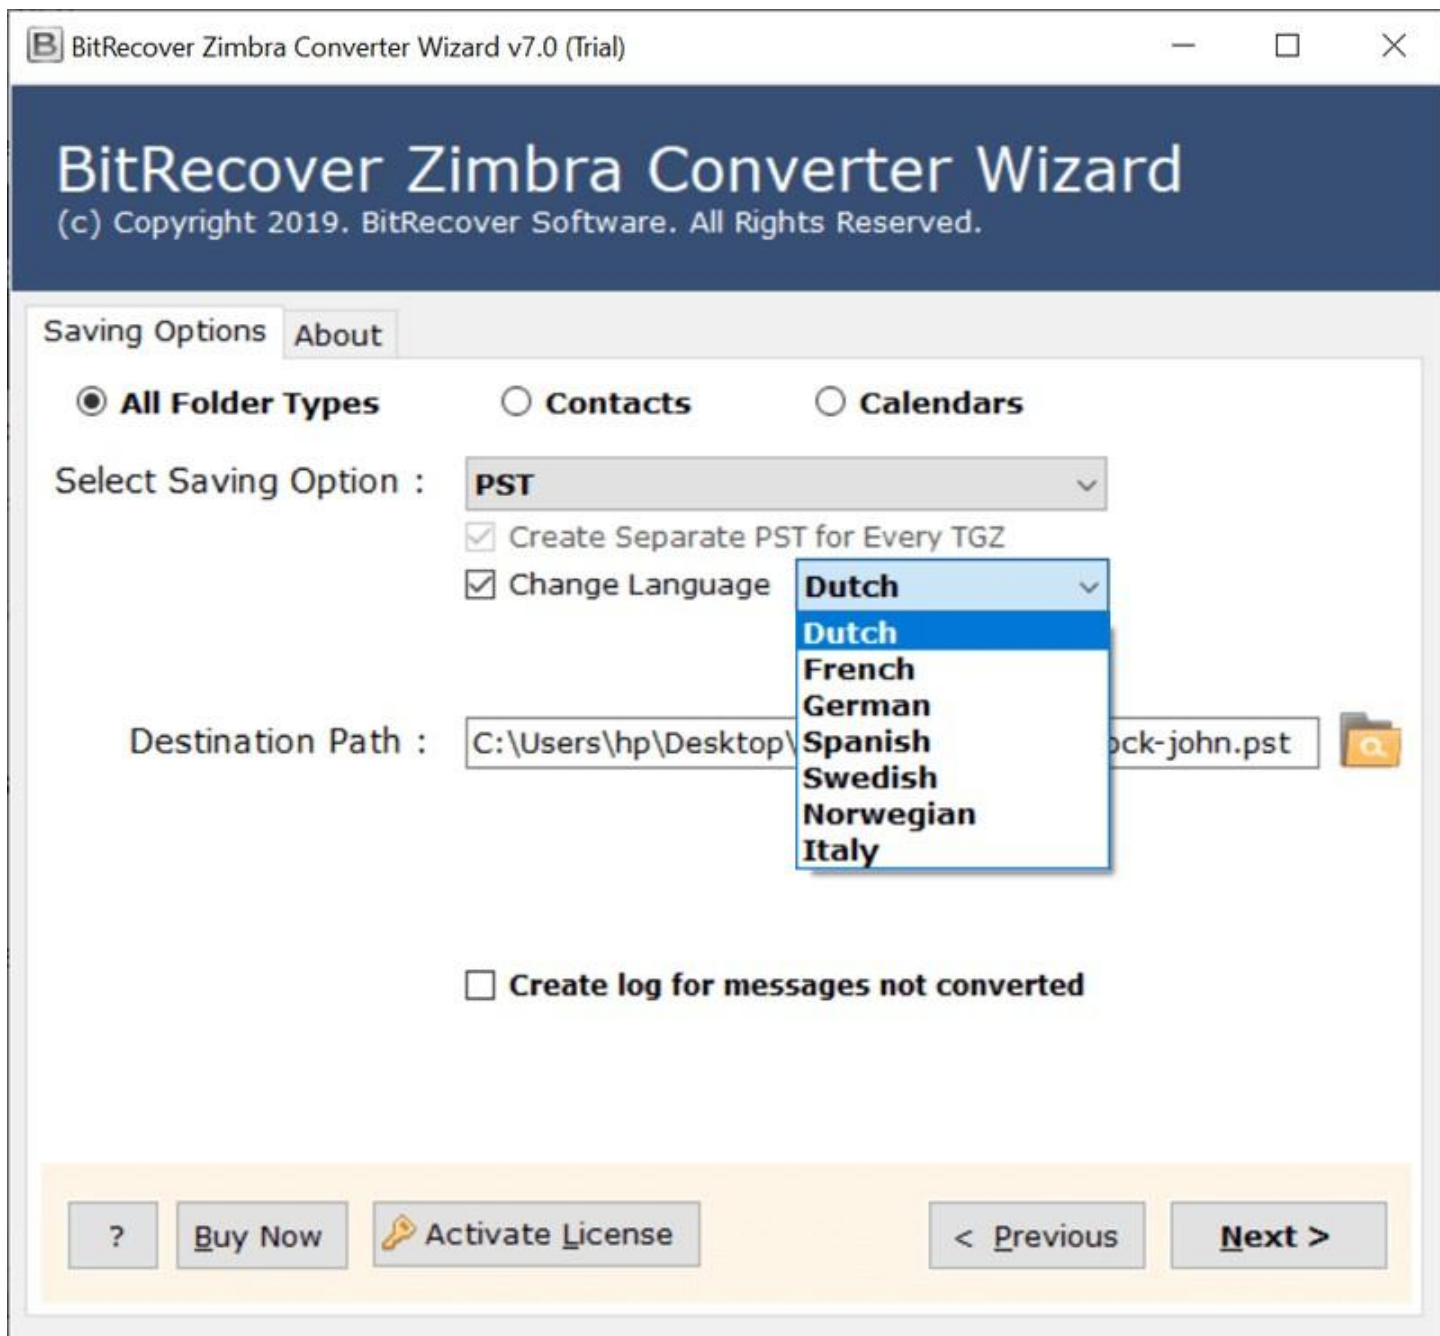 BitRecover Zimbra Converter Wizard v7.0 (Trial)
BitRecover Zimbra Converter Wizard
(c) Copyright 2019. BitRecover Software. All Rights Reserved.
Saving Options About
All Folder Types Contacts Calendars
Select Saving Option : PST
Create Separate PST for Every TGZ
Change Language Dutch
Dutch
French
German
Destination Path : C:\Users\hp\Desktop\ Spanish ock-john.pst
Swedish
Norwegian
Italy
Create log for messages not converted
? Buy Now Activate License < Previous Next >